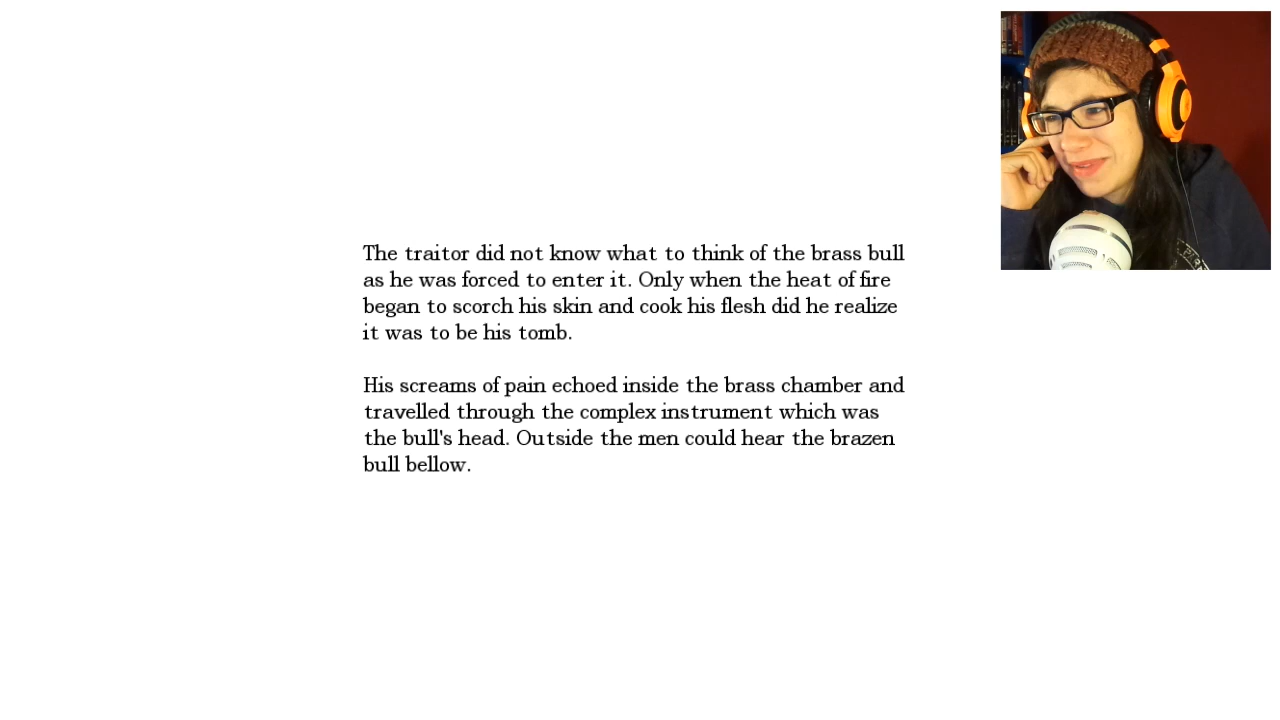 The traitor did not know what to think of the brass bull
as he was forced to enter it. Only when the heat of fire
began to scorch his skin and cook his flesh did he realize
it was to be his tomb.
His screams of pain echoed inside the brass chamber and
travelled through the complex instrument which was
the bull's head. Outside the men could hear the brazen
bull bellow.